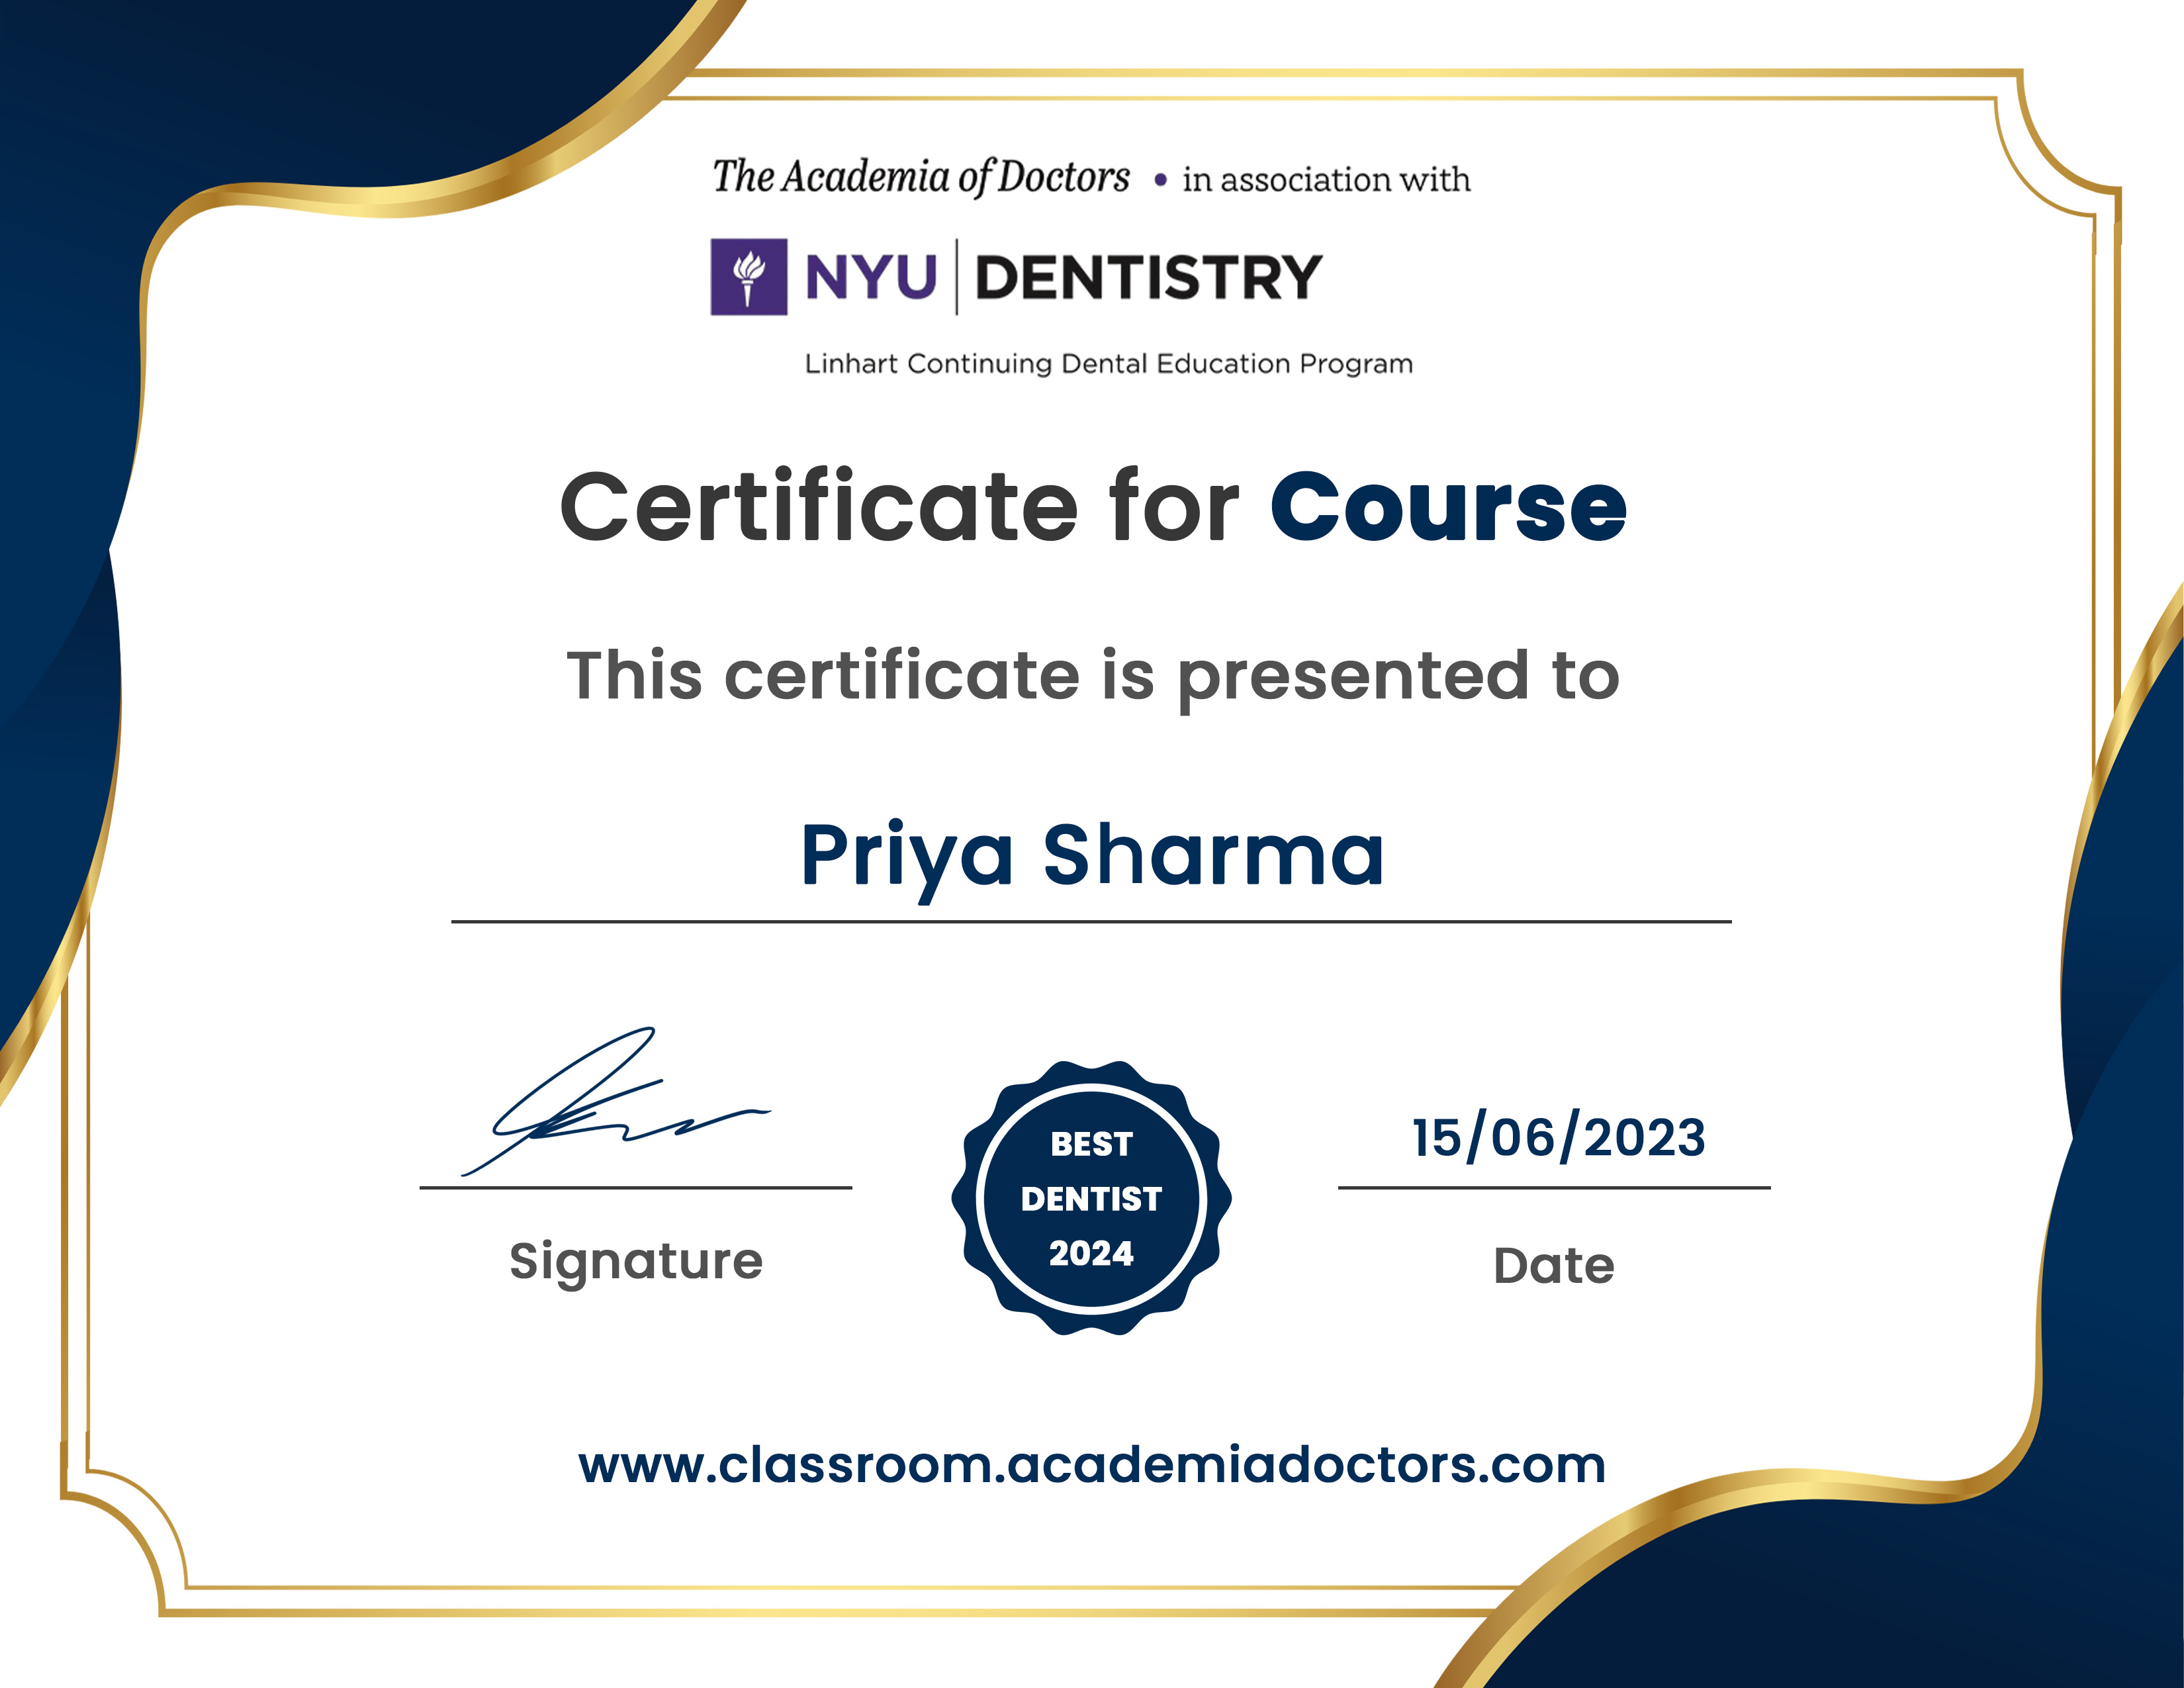 The Academia of Doctors • in association with
NYU | DENTISTRY
Linhart Continuing Dental Education Program
Certificate for Course
This certificate is presented to
Priya Sharma
BEST
DENTIST
2024
15/06/2023
Signature
Date
www.classroom.academiadoctors.com